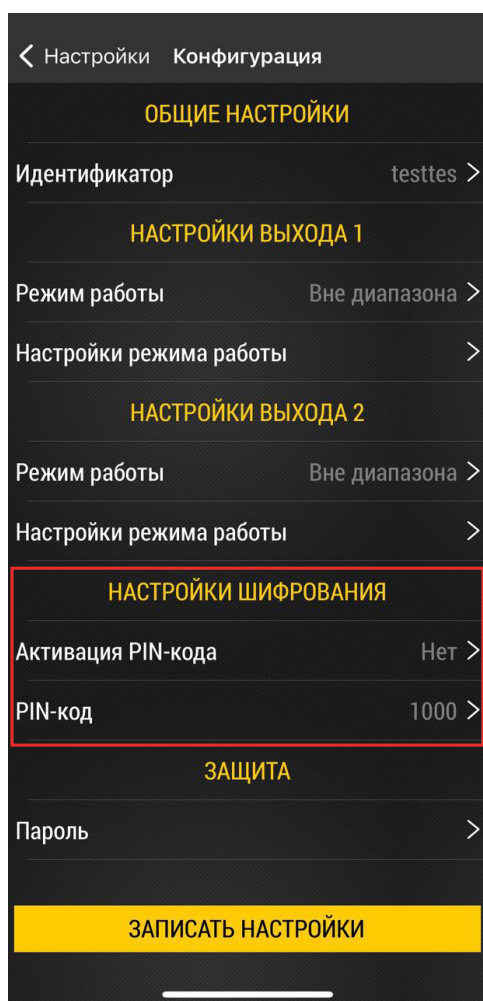 Настройки Конфигурация
ОБЩИЕ НАСТРОЙКИ
Идентификатор testtes
НАСТРОЙКИ ВЫХОДА 1
Режим работы Вне диапазона
Настройки режима работы
НАСТРОЙКИ ВЫХОДА 2
Режим работы Вне диапазона
Настройки режима работы
НАСТРОЙКИ ШИФРОВАНИЯ
Активация PIN-кода Нет
PIN-код 1000
ЗАЩИТА
Пароль
ЗАПИСАТЬ НАСТРОЙКИ